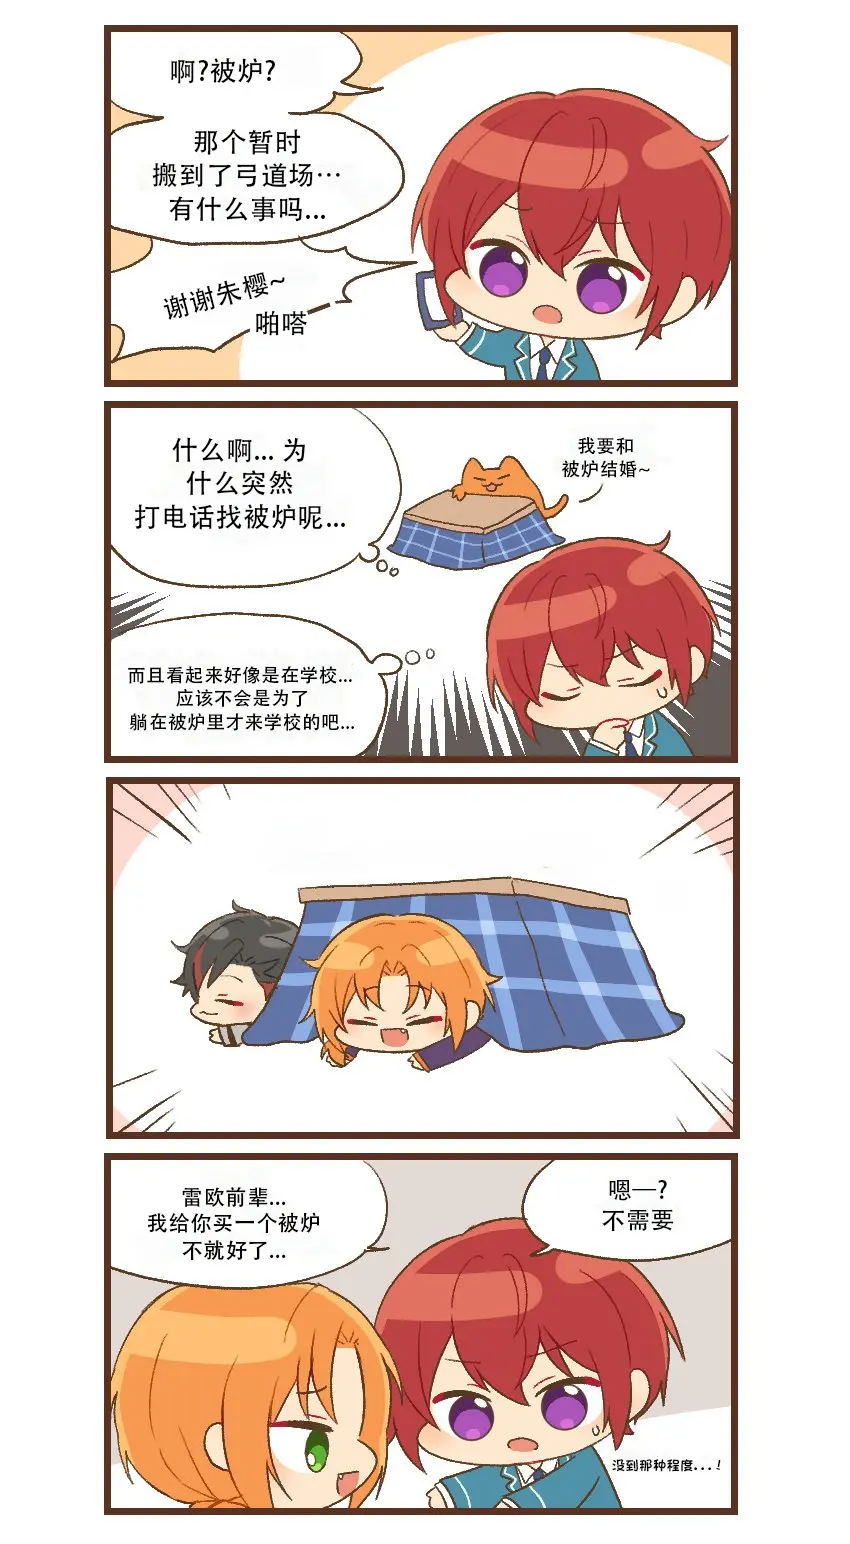 啊?被炉?
那个暂时
搬到了弓道场…
有什么事吗...
谢谢朱樱~
啪嗒
什么啊... 为
什么突然
打电话找被炉呢...
我要和
被炉结婚~
而且看起来好像是在学校...
应该不会是为了
躺在被炉里才来学校的吧...
雷欧前辈...
我给你买一个被炉
不就好了...
嗯—?
不需要
没到那种程度...!